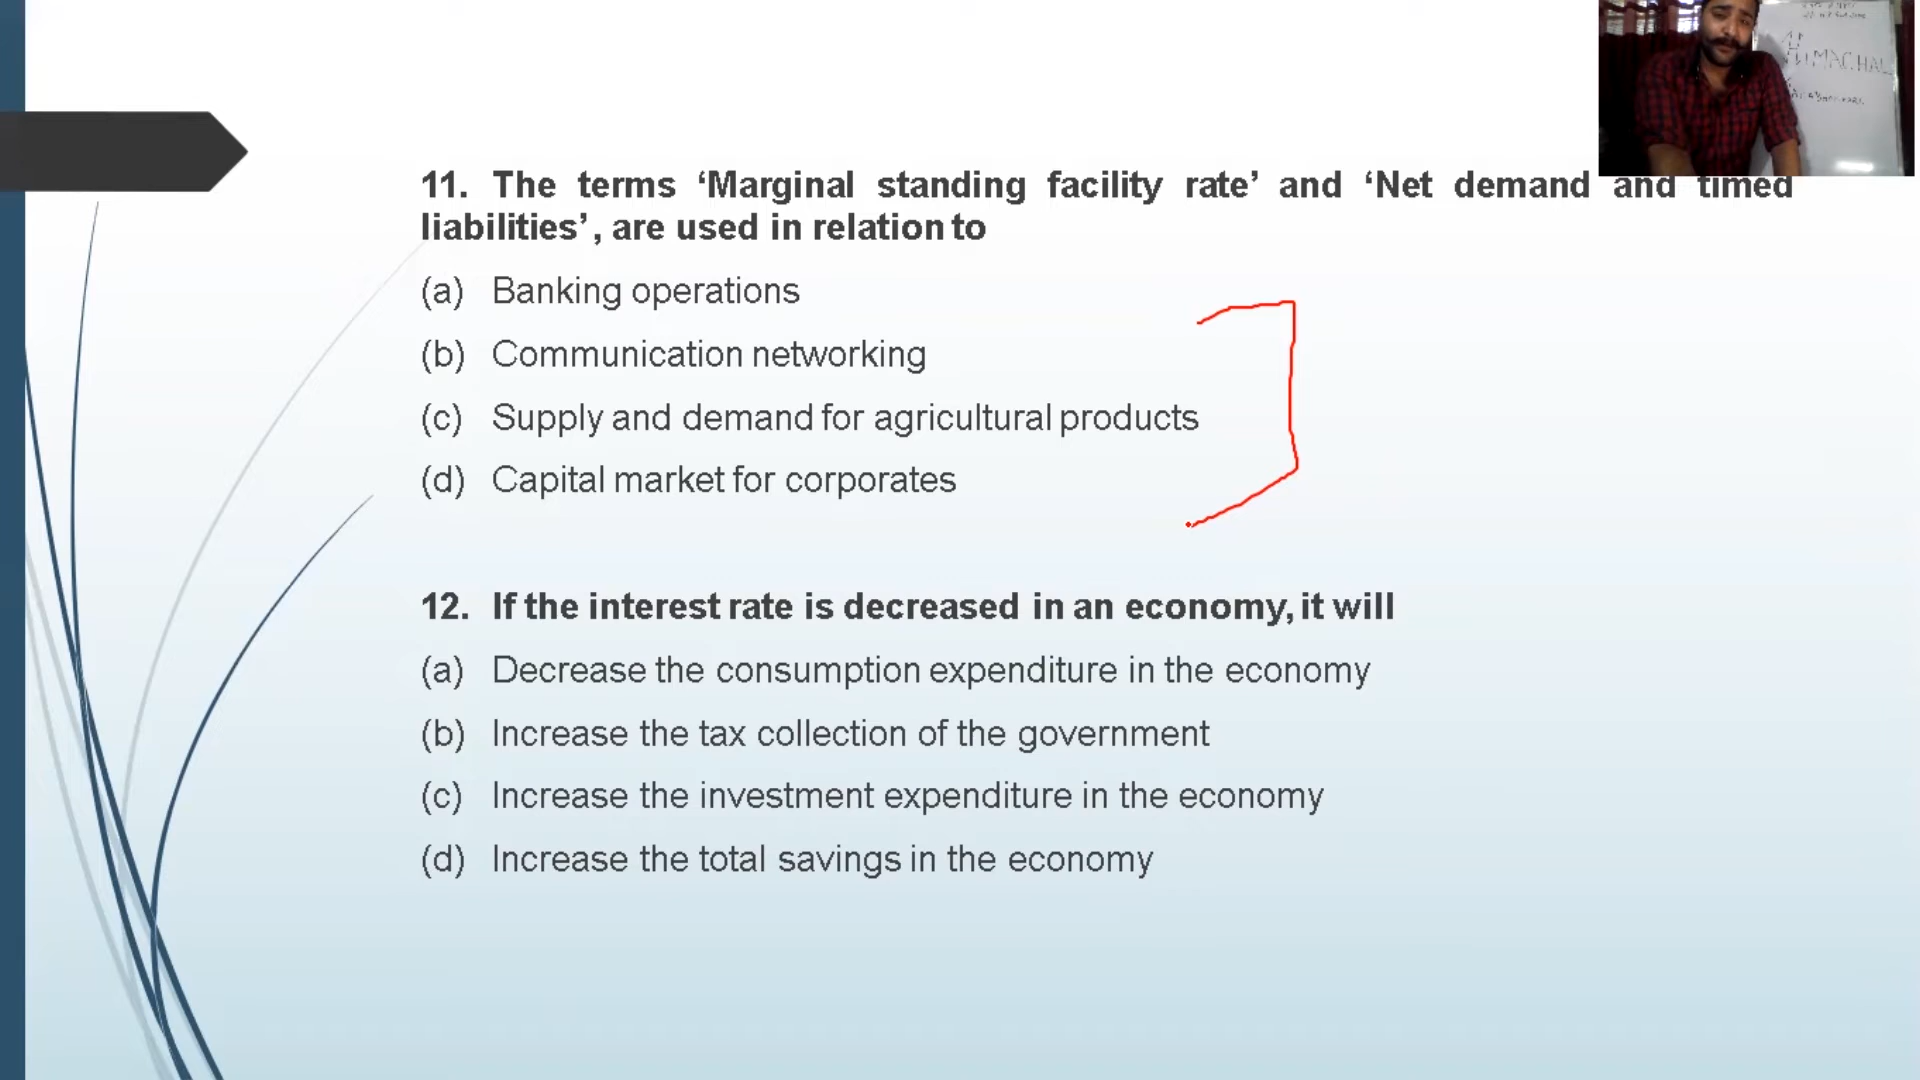 HIMACHAL
11. The terms ‘Marginal standing facility rate’ and ‘Net demand and timed
liabilities’, are used in relation to
(a) Banking operations
(b) Communication networking
(c) Supply and demand for agricultural products
(d) Capital market for corporates
12. If the interest rate is decreased in an economy, it will
(a) Decrease the consumption expenditure in the economy
(b) Increase the tax collection of the government
(c) Increase the investment expenditure in the economy
(d) Increase the total savings in the economy